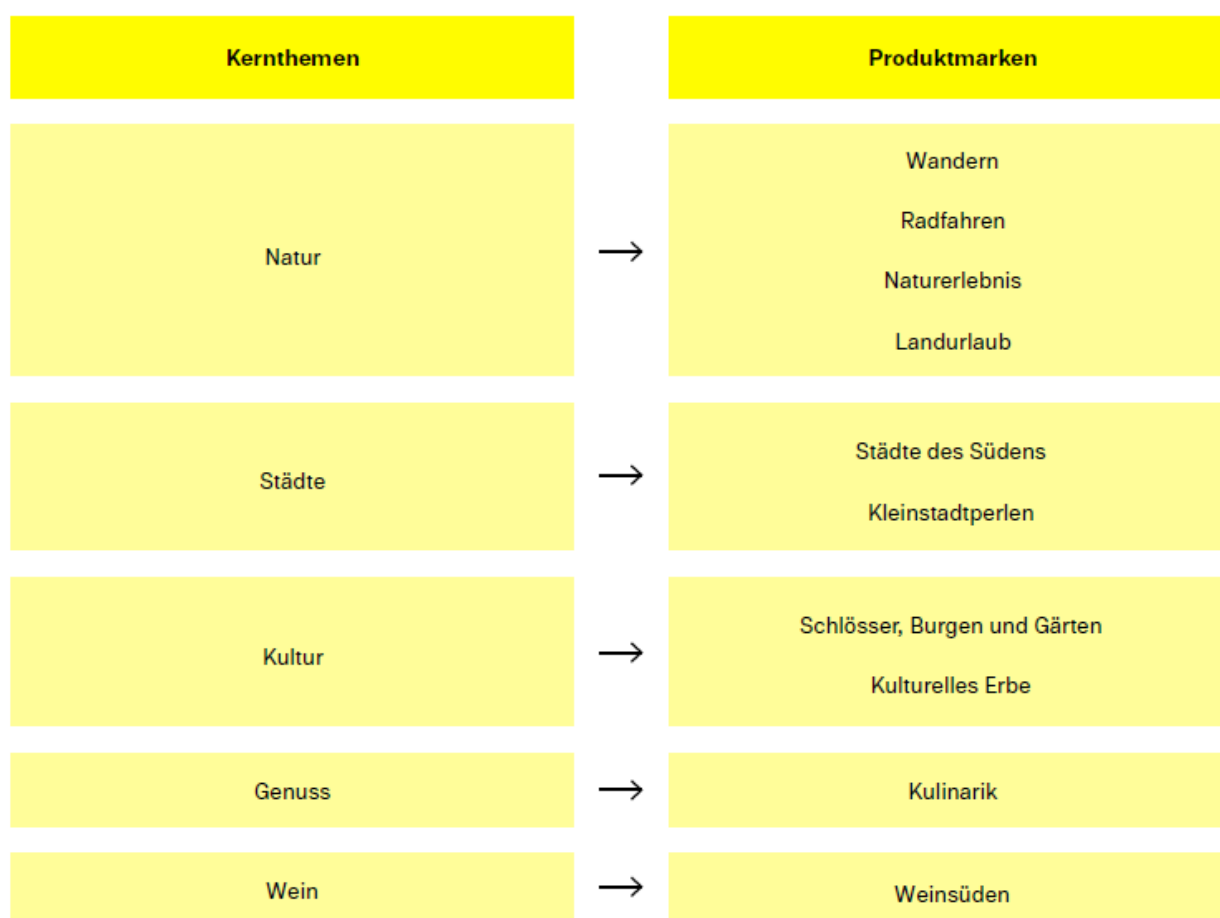 Kernthemen
Produktmarken
Natur
→
Wandern
Radfahren
Naturerlebnis
Landurlaub
Städte
→
Städte des Südens
Kleinstadtperlen
Kultur
→
Schlösser, Burgen und Gärten
Kulturelles Erbe
Genuss
→
Kulinarik
Wein
→
Weinsüden